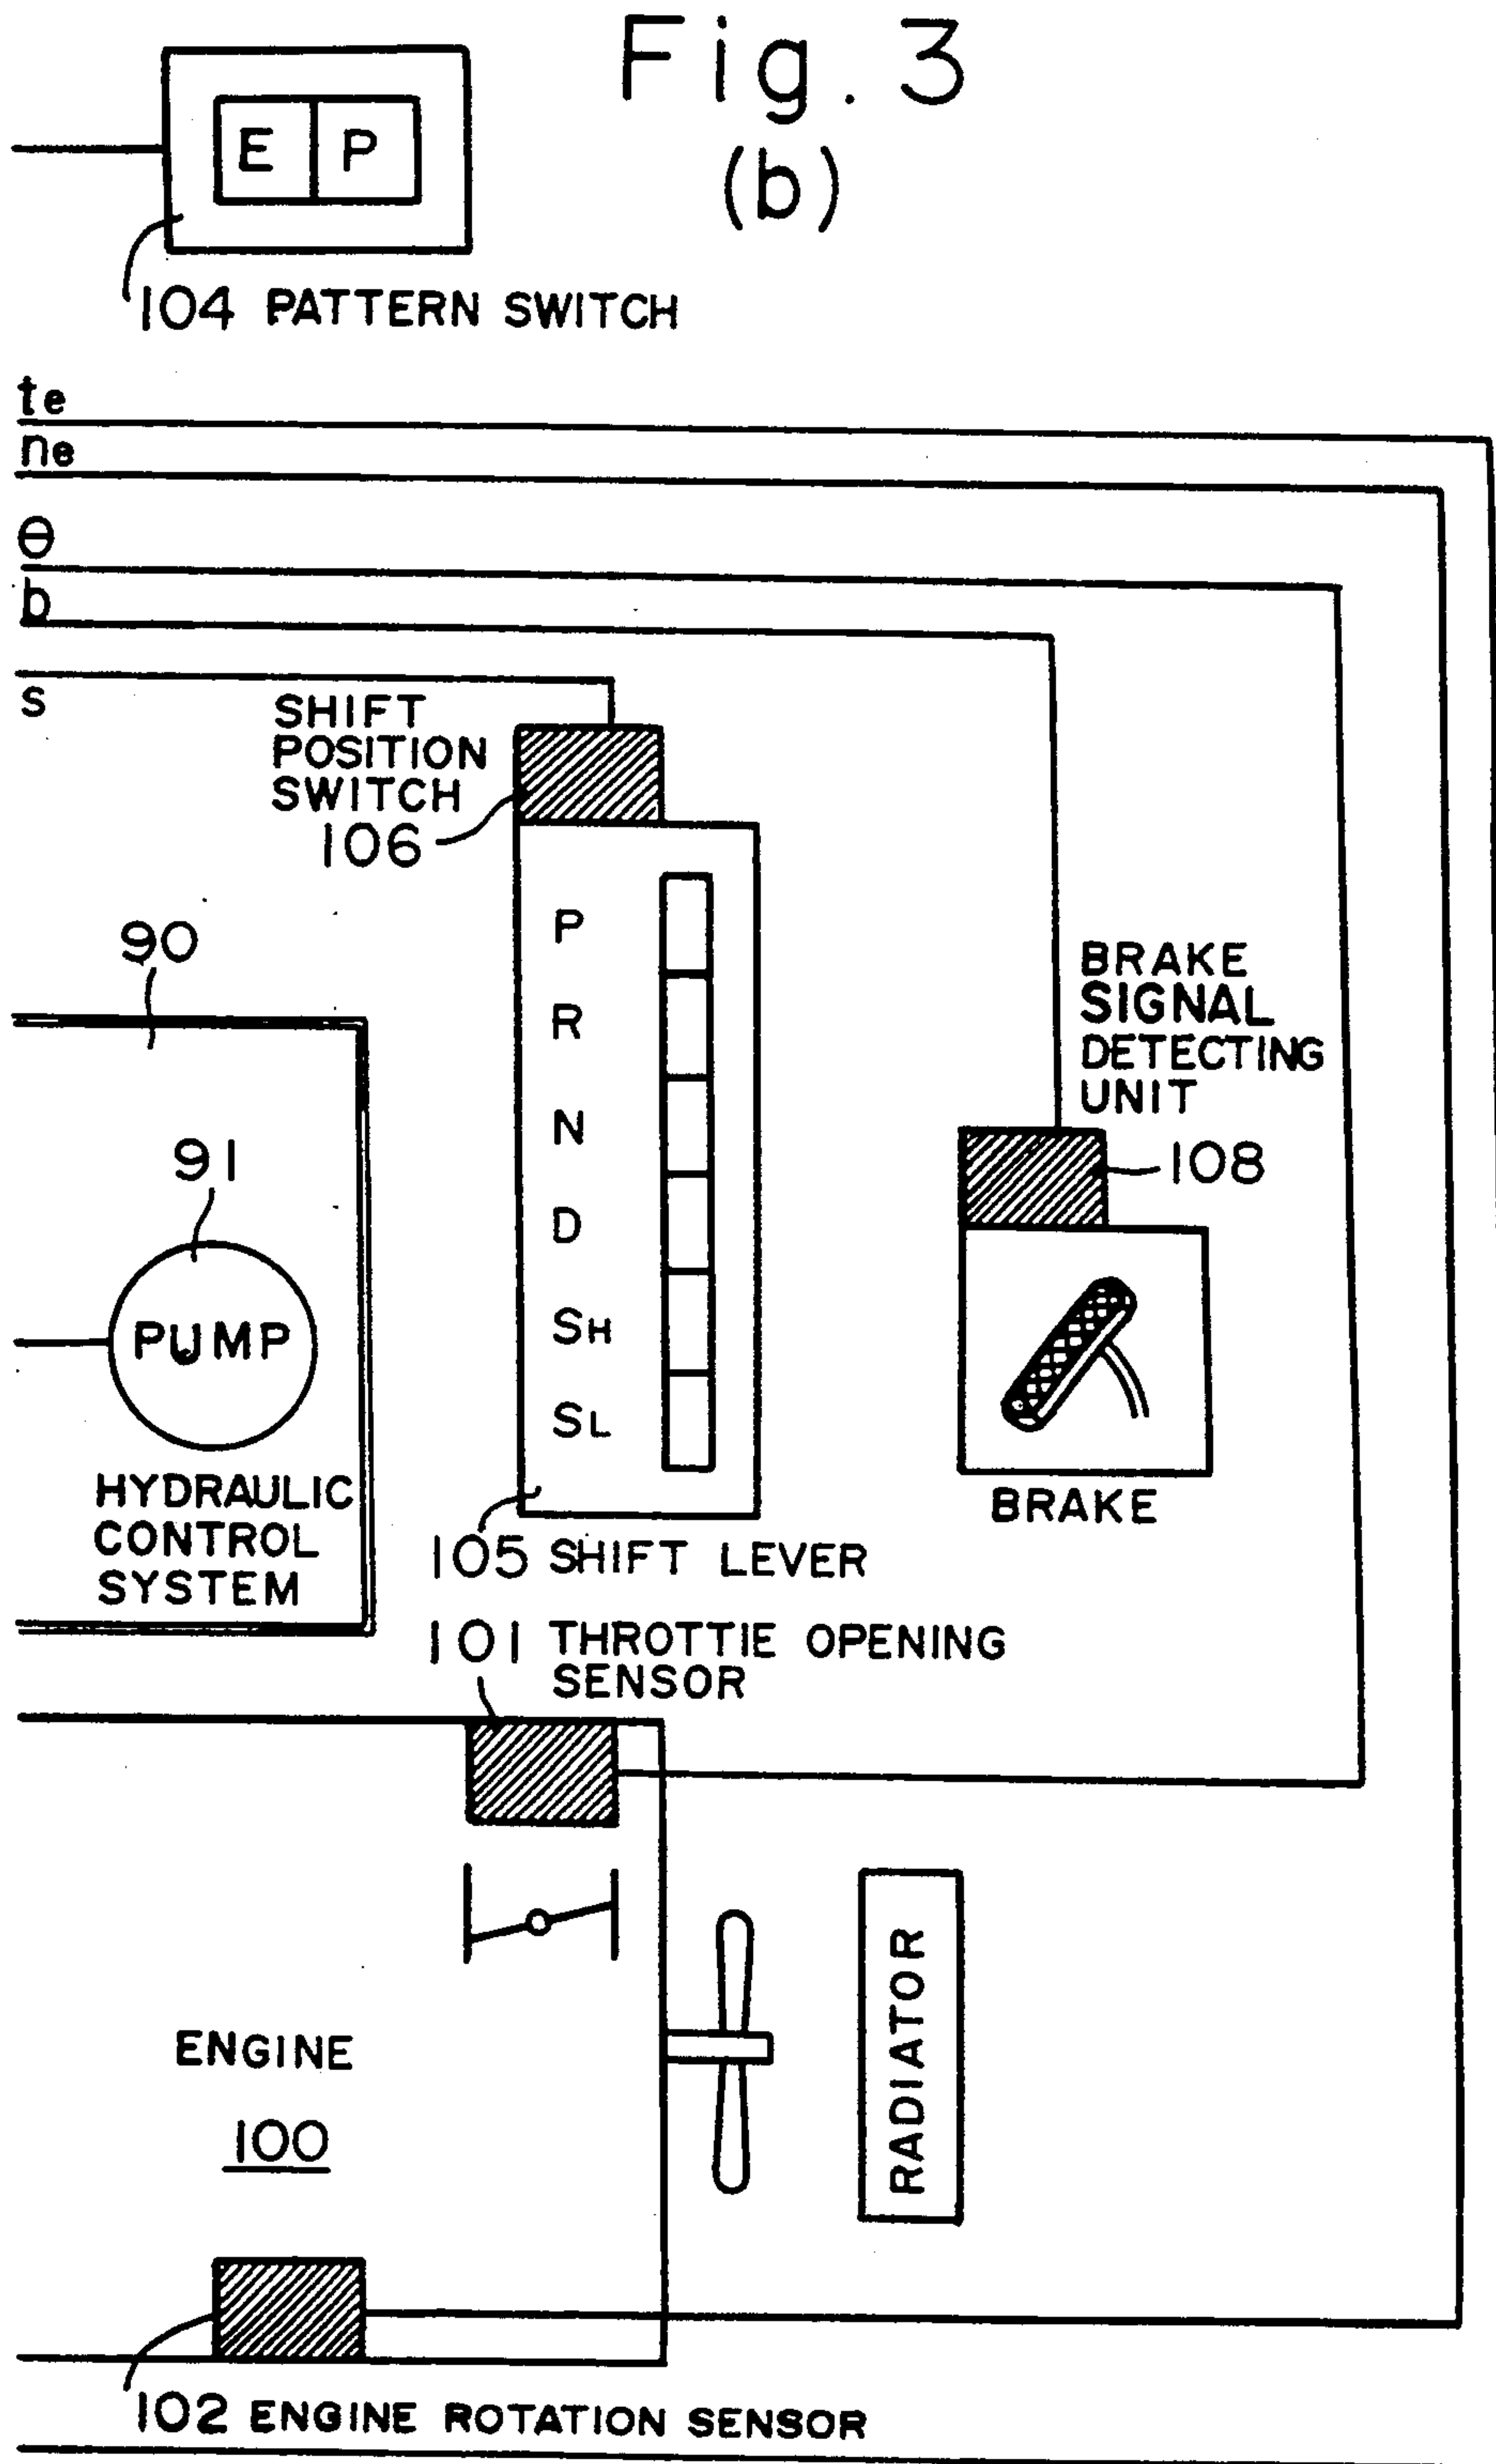 Fig. 3
(b)
E P
104 PATTERN SWITCH
te
ne
θ
b
s
SHIFT
POSITION
SWITCH
106
P
R
N
D
SH
SL
105 SHIFT LEVER
90
91
PUMP
HYDRAULIC
CONTROL
SYSTEM
BRAKE
SIGNAL
DETECTING
UNIT
108
BRAKE
101 THROTTIE OPENING
SENSOR
ENGINE
100
RADIATOR
102 ENGINE ROTATION SENSOR